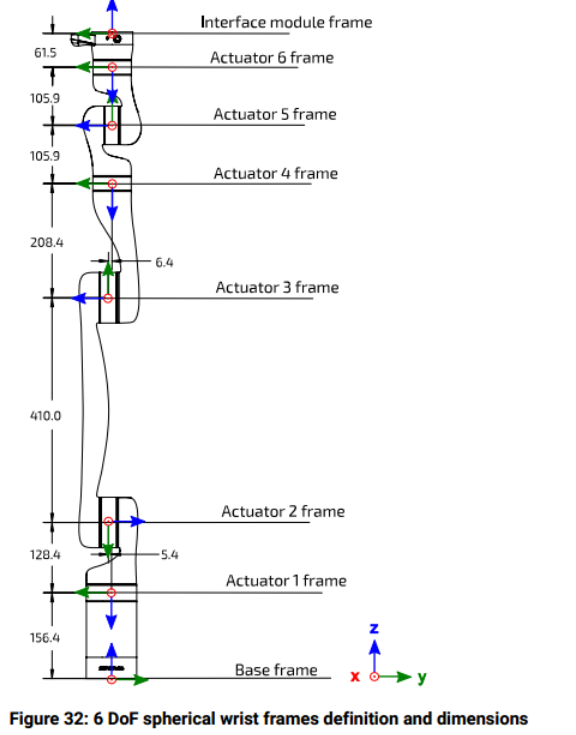 Interface module frame
61.5
Actuator 6 frame
105.9
Actuator 5 frame
105.9
Actuator 4 frame
208.4
6.4
Actuator 3 frame
410.0
Actuator 2 frame
128.4
5.4
Actuator 1 frame
156.4
z
Base frame
x
y
Figure 32: 6 DoF spherical wrist frames definition and dimensions